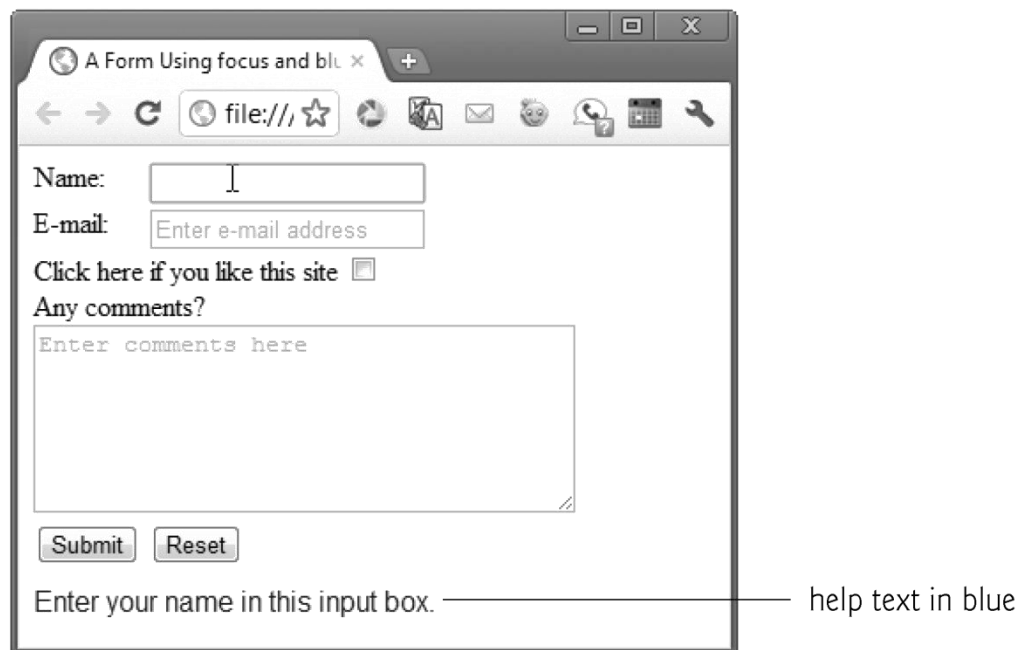 A Form Using focus and blu
file:///
Name:
E-mail: Enter e-mail address
Click here if you like this site
Any comments?
Enter comments here
Submit Reset
Enter your name in this input box.
help text in blue